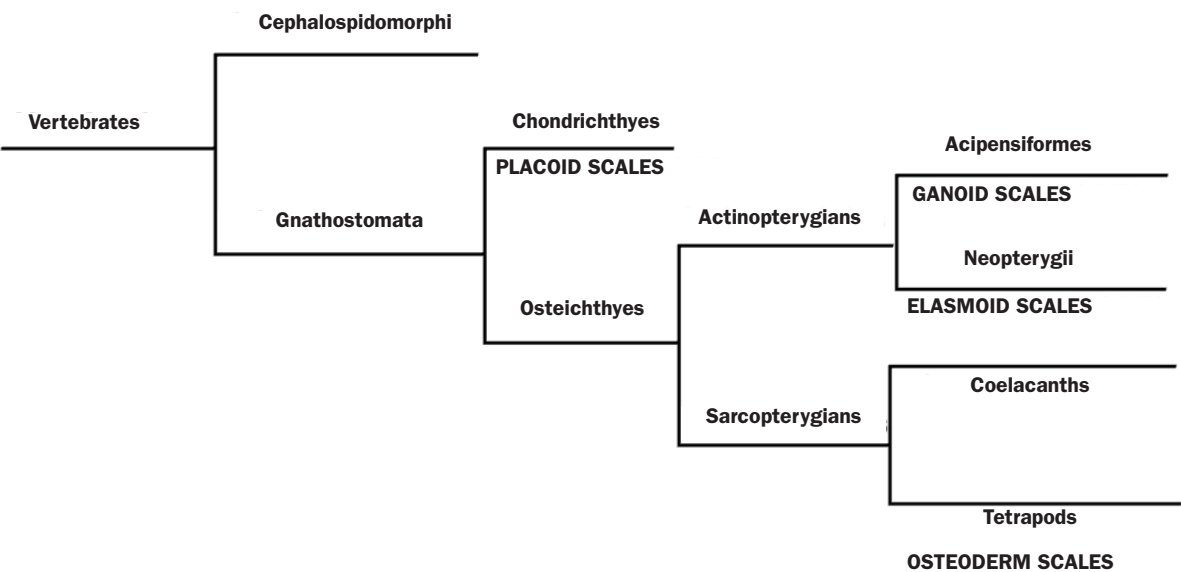 Cephalospidomorphi
Vertebrates
Chondrichthyes
PLACOID SCALES
Acipensiformes
GANOID SCALES
Gnathostomata
Actinopterygians
Neopterygii
ELASMOID SCALES
Osteichthyes
Coelacanths
Sarcopterygians
Tetrapods
OSTEODERM SCALES